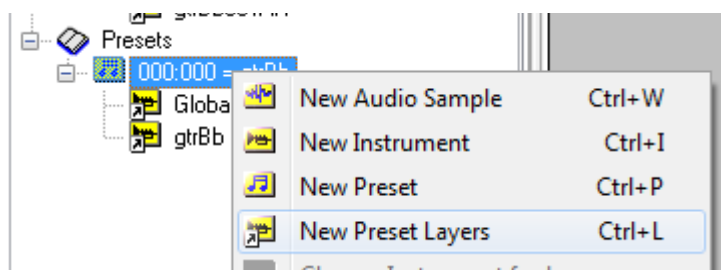 Presets
000:000 = gtrBb
Globa
gtrBb
New Audio Sample Ctrl+W
New Instrument Ctrl+I
New Preset Ctrl+P
New Preset Layers Ctrl+L